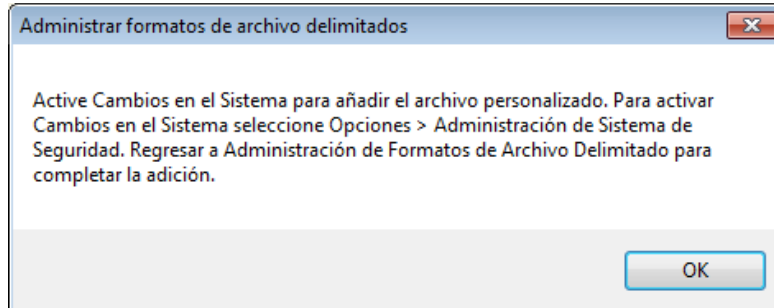 Administrar formatos de archivo delimitados
Active Cambios en el Sistema para añadir el archivo personalizado. Para activar
Cambios en el Sistema seleccione Opciones > Administración de Sistema de
Seguridad. Regresar a Administración de Formatos de Archivo Delimitado para
completar la adición.
OK